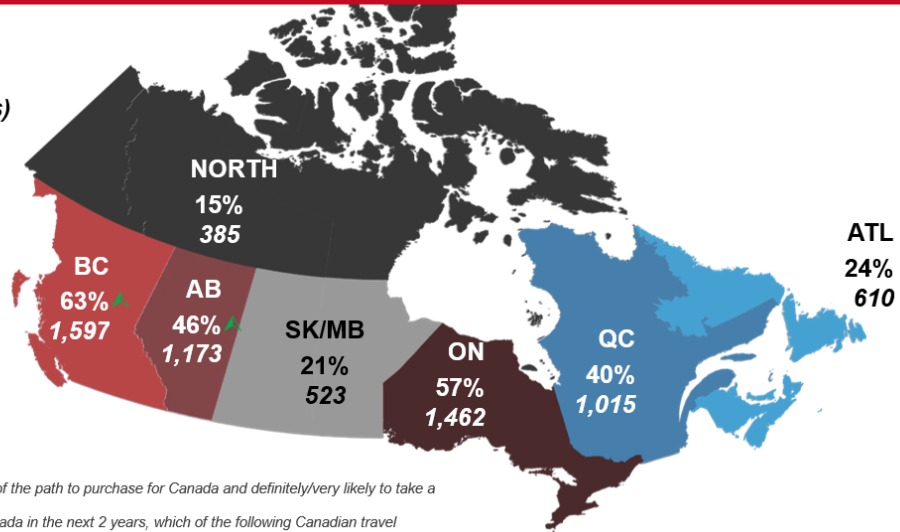 s)
NORTH
15%
385
BC
63%
1,597
AB
46%
1,173
SK/MB
21%
523
ON
57%
1,462
QC
40%
1,015
ATL
24%
610
of the path to purchase for Canada and definitely/very likely to take a
ada in the next 2 years, which of the following Canadian travel